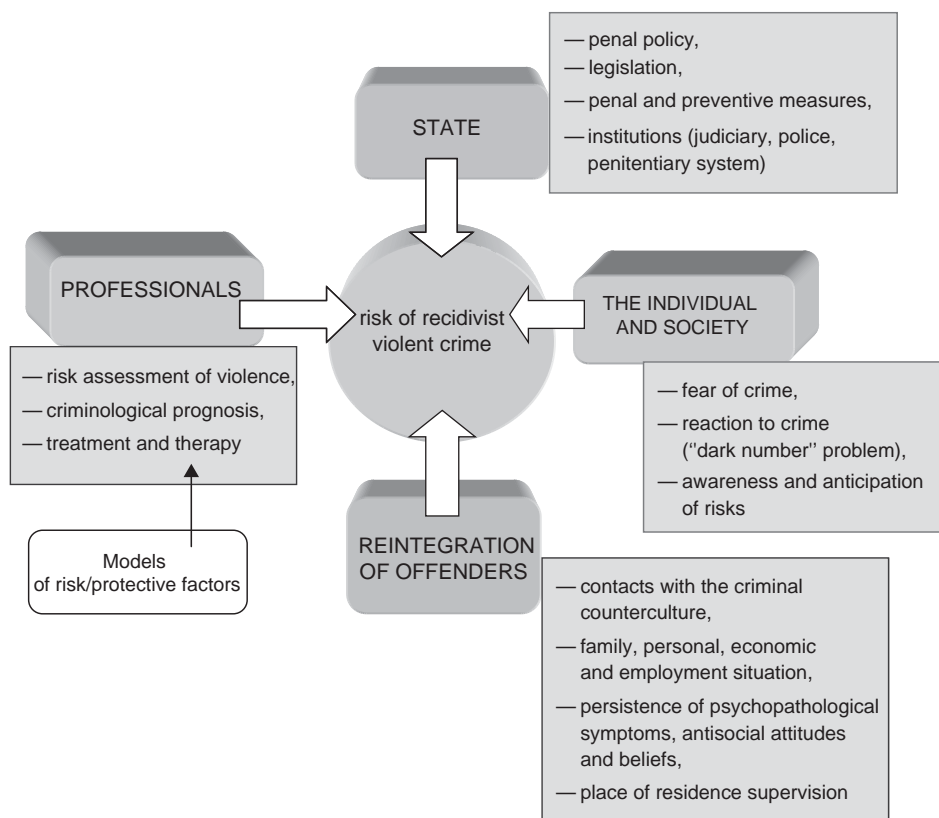 STATE
— penal policy,
— legislation,
— penal and preventive measures,
— institutions (judiciary, police,
penitentiary system)
PROFESSIONALS
— risk assessment of violence,
— criminological prognosis,
— treatment and therapy
Models
of risk/protective factors
risk of recidivist
violent crime
THE INDIVIDUAL
AND SOCIETY
— fear of crime,
— reaction to crime
(''dark number'' problem),
— awareness and anticipation
of risks
REINTEGRATION
OF OFFENDERS
— contacts with the criminal
counterculture,
— family, personal, economic
and employment situation,
— persistence of psychopathological
symptoms, antisocial attitudes
and beliefs,
— place of residence supervision